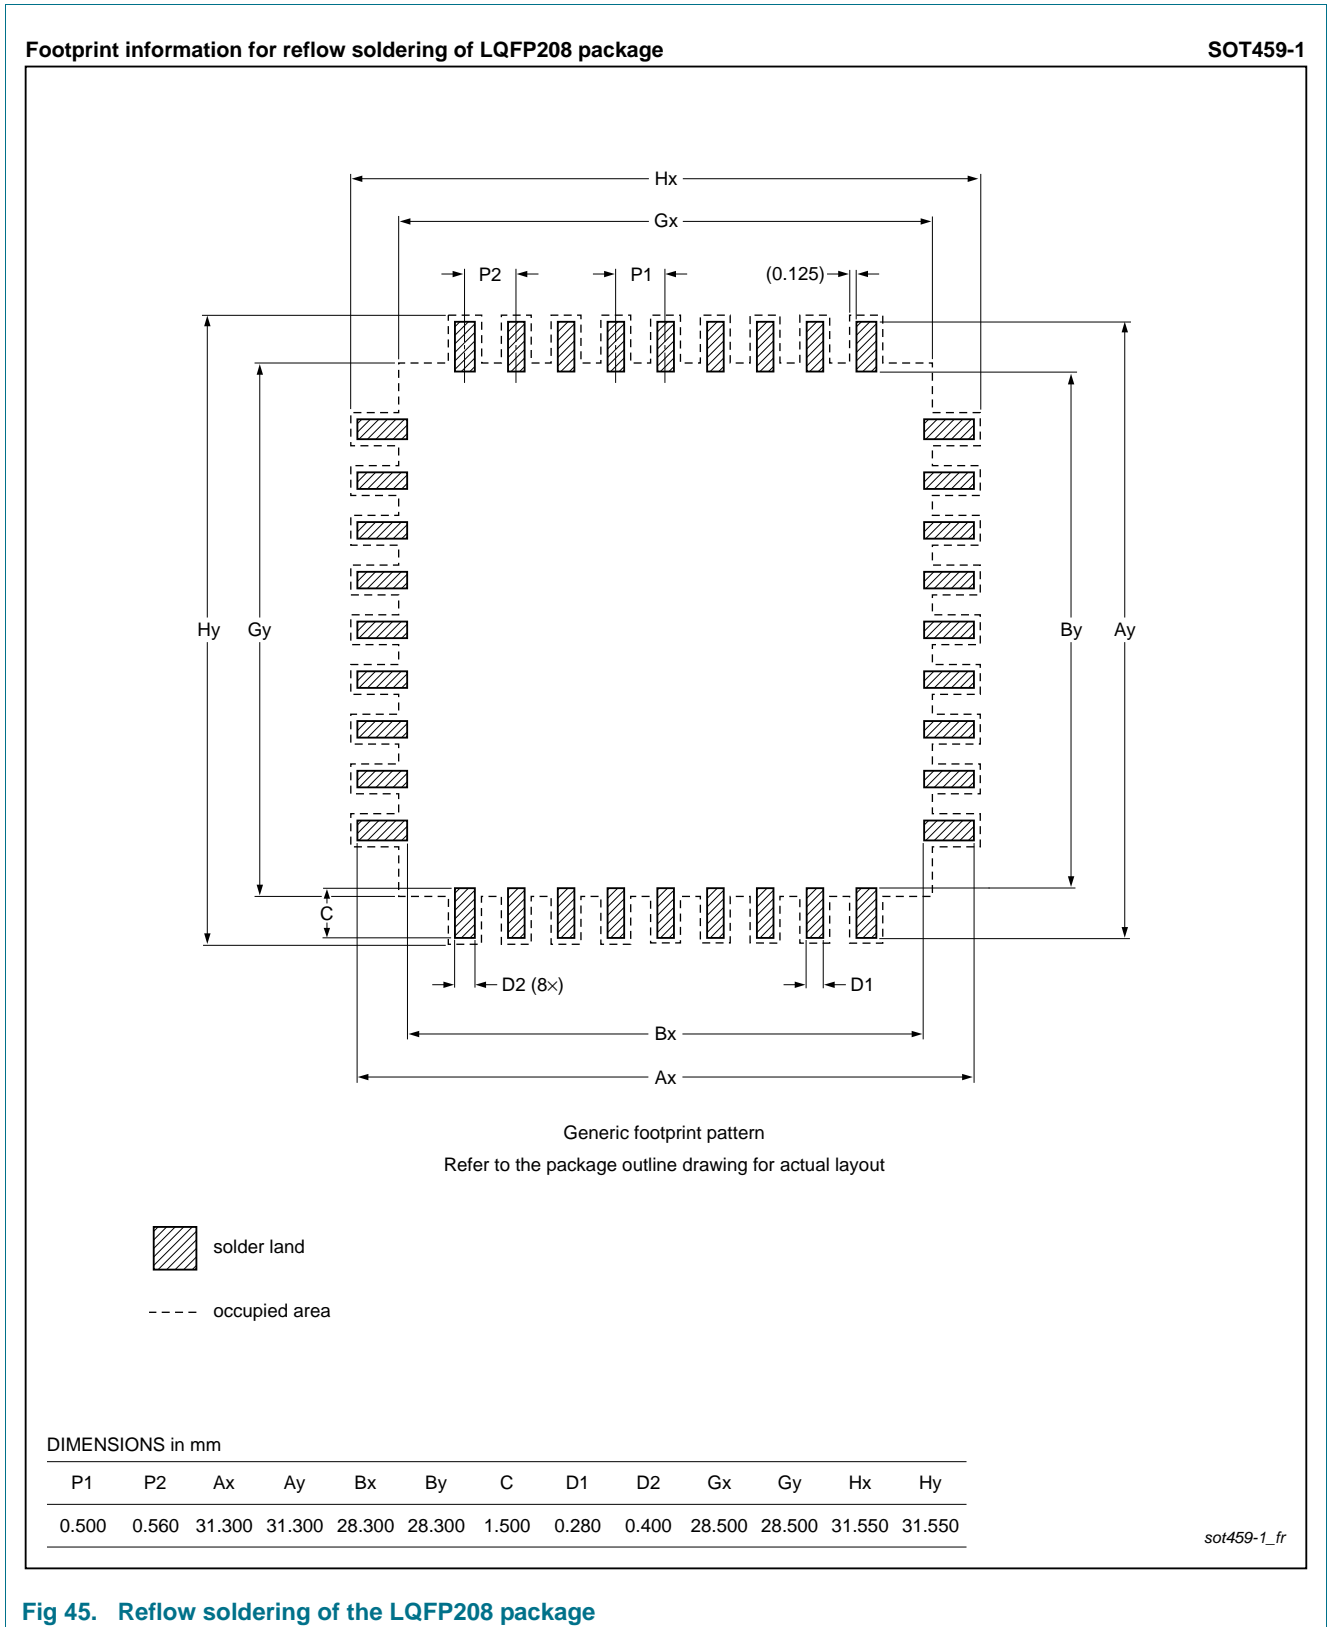 Footprint information for reflow soldering of LQFP208 package SOT459-1
Hx
Gx
P2 P1 (0.125)
Hy Gy By Ay
C
D2 (8×) D1
Bx
Ax
Generic footprint pattern
Refer to the package outline drawing for actual layout
solder land
occupied area
DIMENSIONS in mm
P1 P2 Ax Ay Bx By C D1 D2 Gx Gy Hx Hy
0.500 0.560 31.300 31.300 28.300 28.300 1.500 0.280 0.400 28.500 28.500 31.550 31.550
sot459-1_fr
Fig 45. Reflow soldering of the LQFP208 package